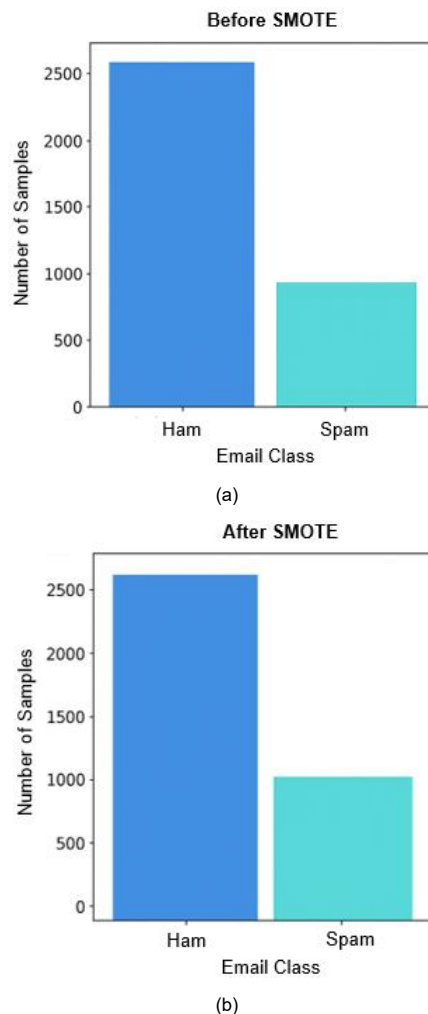 Before SMOTE
2500
2000
1500
1000
500
0
Number of Samples
Ham Spam
Email Class
(a)
After SMOTE
2500
2000
1500
1000
500
0
Number of Samples
Ham Spam
Email Class
(b)